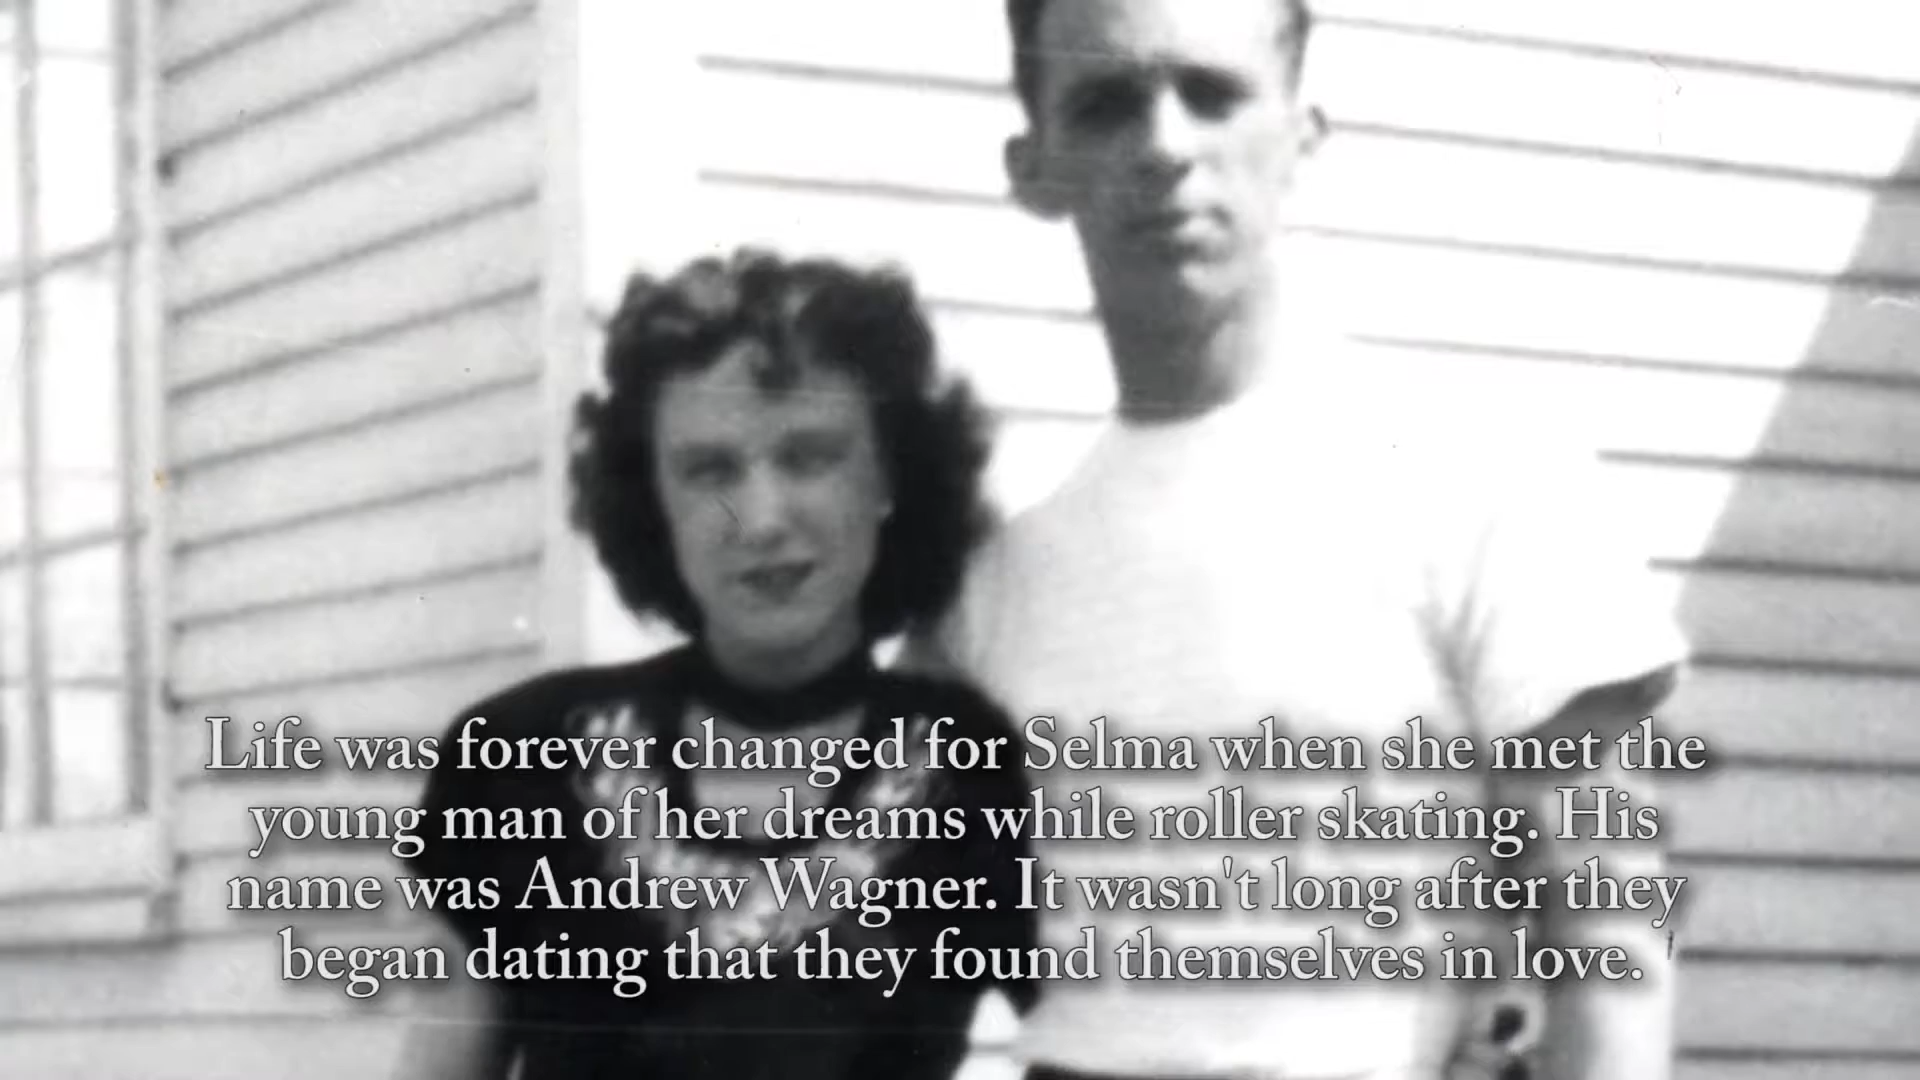 Life was forever changed for Selma when she met the
young man of her dreams while roller skating. His
name was Andrew Wagner. It wasn't long after they
began dating that they found themselves in love.